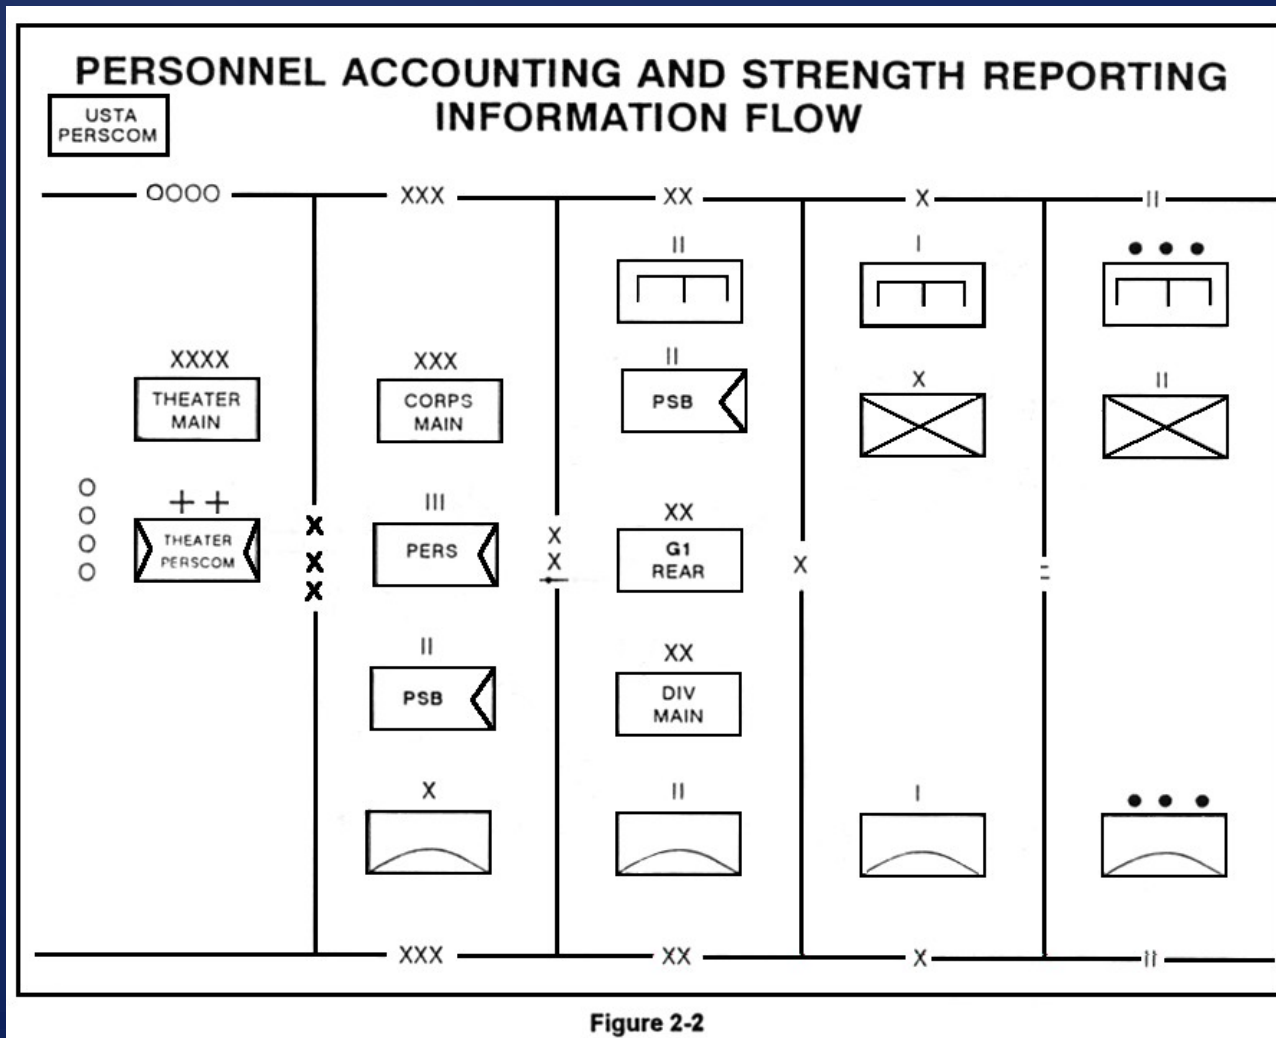 PERSONNEL ACCOUNTING AND STRENGTH REPORTING
INFORMATION FLOW
USTA
PERSCOM
OOOO
XXX
XX
X
II
II
I
XXXX
THEATER
MAIN
XXX
CORPS
MAIN
II
PSB
X
II
O
O
O
O
++
THEATER
PERSCOM
X
X
X
III
PERS
X
X
XX
G1
REAR
X
II
II
PSB
XX
DIV
MAIN
X
II
I
XXX
XX
X
II
Figure 2-2